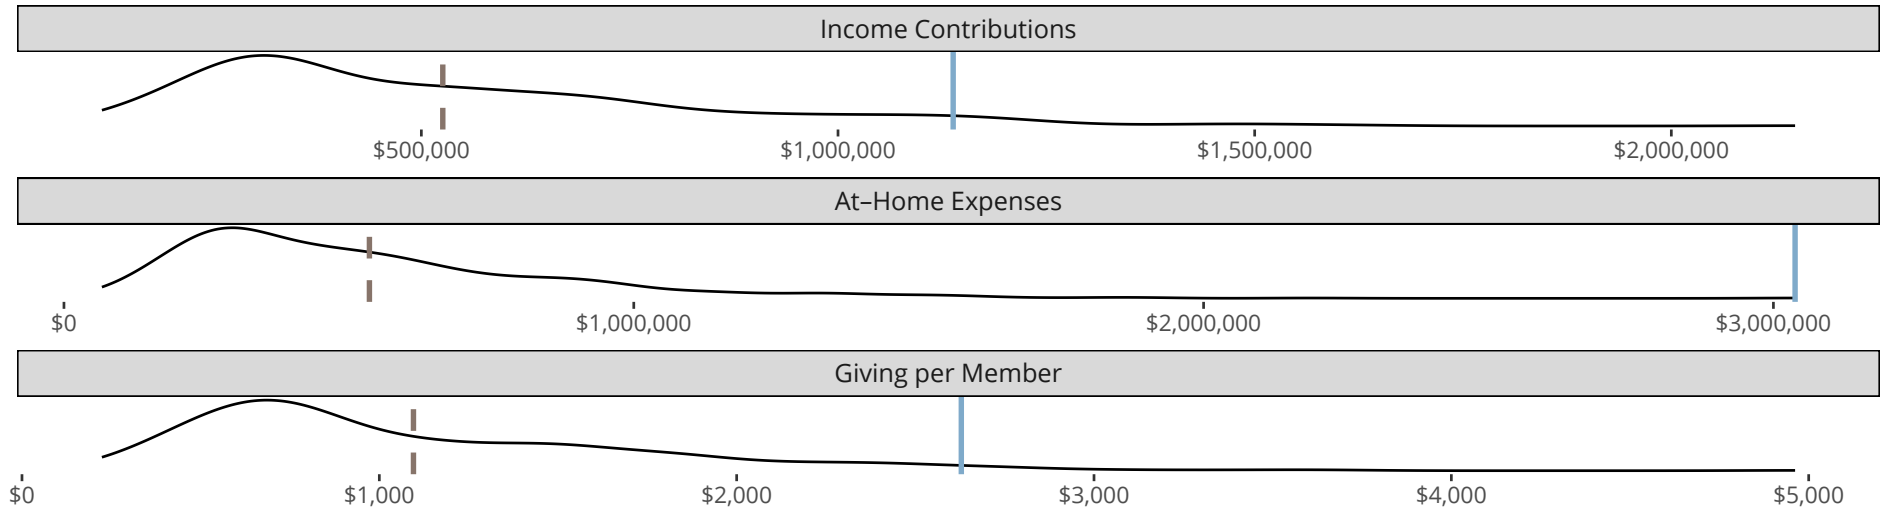 Income Contributions
$500,000 $1,000,000 $1,500,000 $2,000,000
At–Home Expenses
$0 $1,000,000 $2,000,000 $3,000,000
Giving per Member
$0 $1,000 $2,000 $3,000 $4,000 $5,000